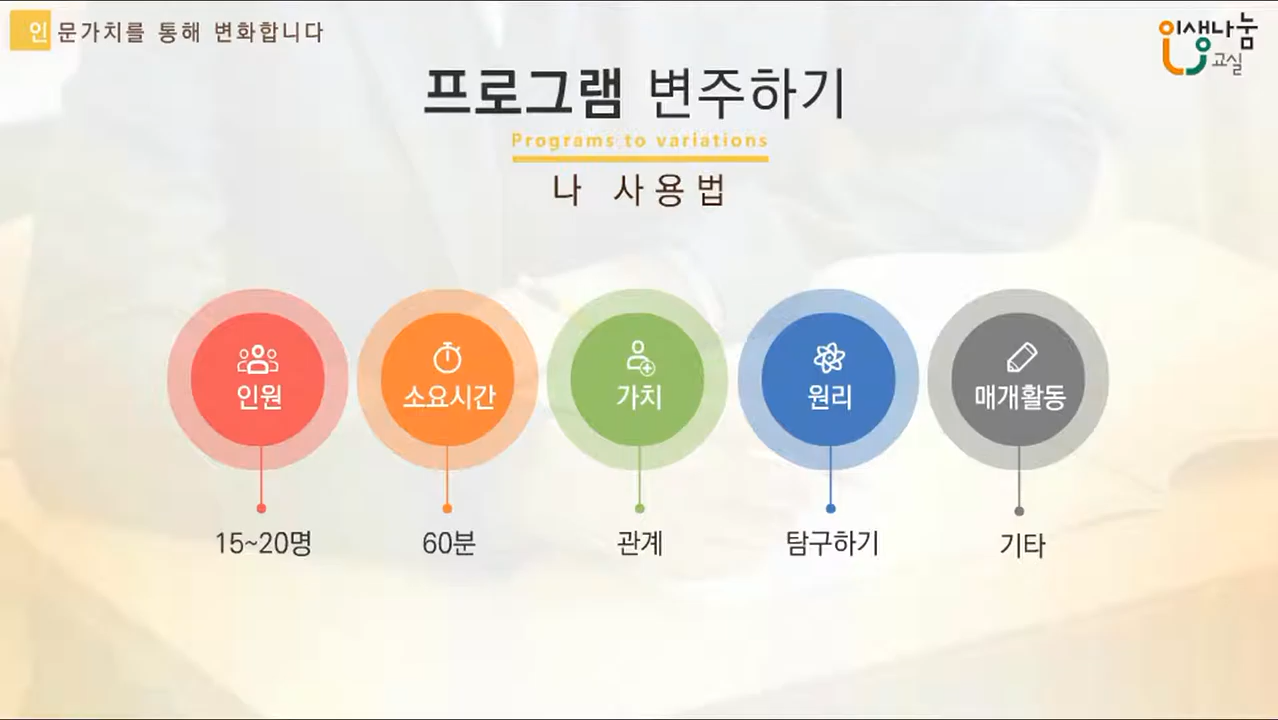 인문가치를 통해 변화합니다
인생나눔
교실
프로그램 변주하기
Programs to variations
나 사용법
인원
소요시간
가치
원리
매개활동
15~20명
60분
관계
탐구하기
기타